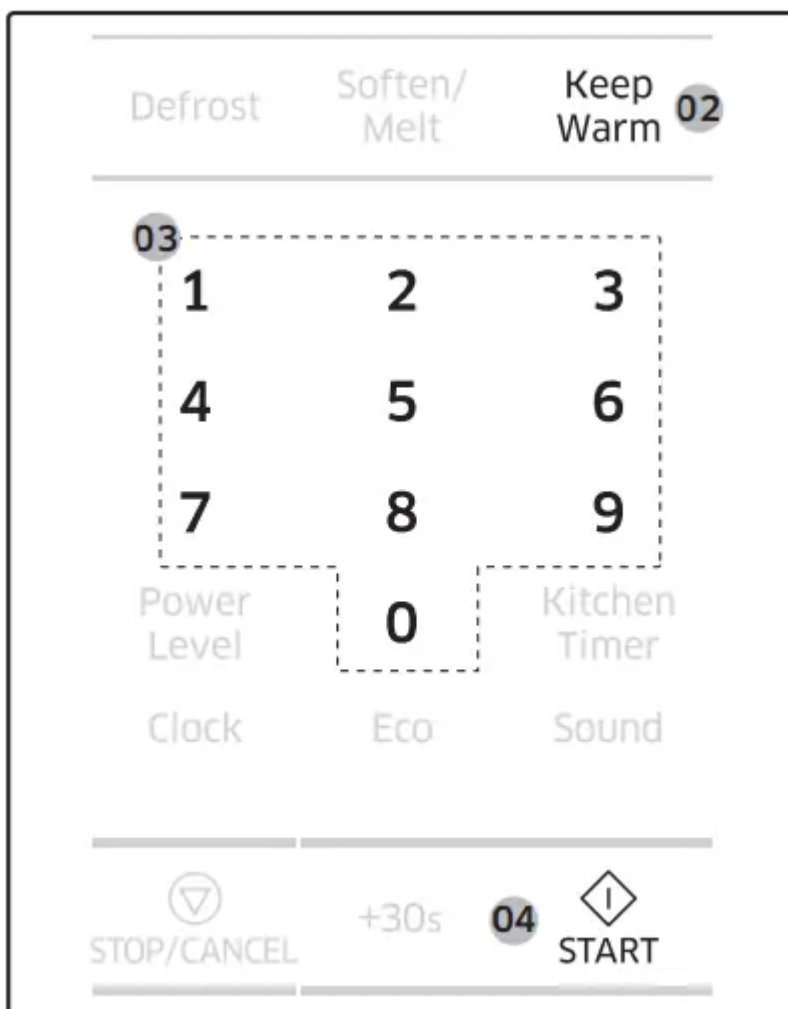 Defrost
Soften/
Melt
Keep
Warm
02
03
1 2 3
4 5 6
7 8 9
Power
Level
0
Kitchen
Timer
Clock Eco Sound
STOP/CANCEL
+30s
04
START